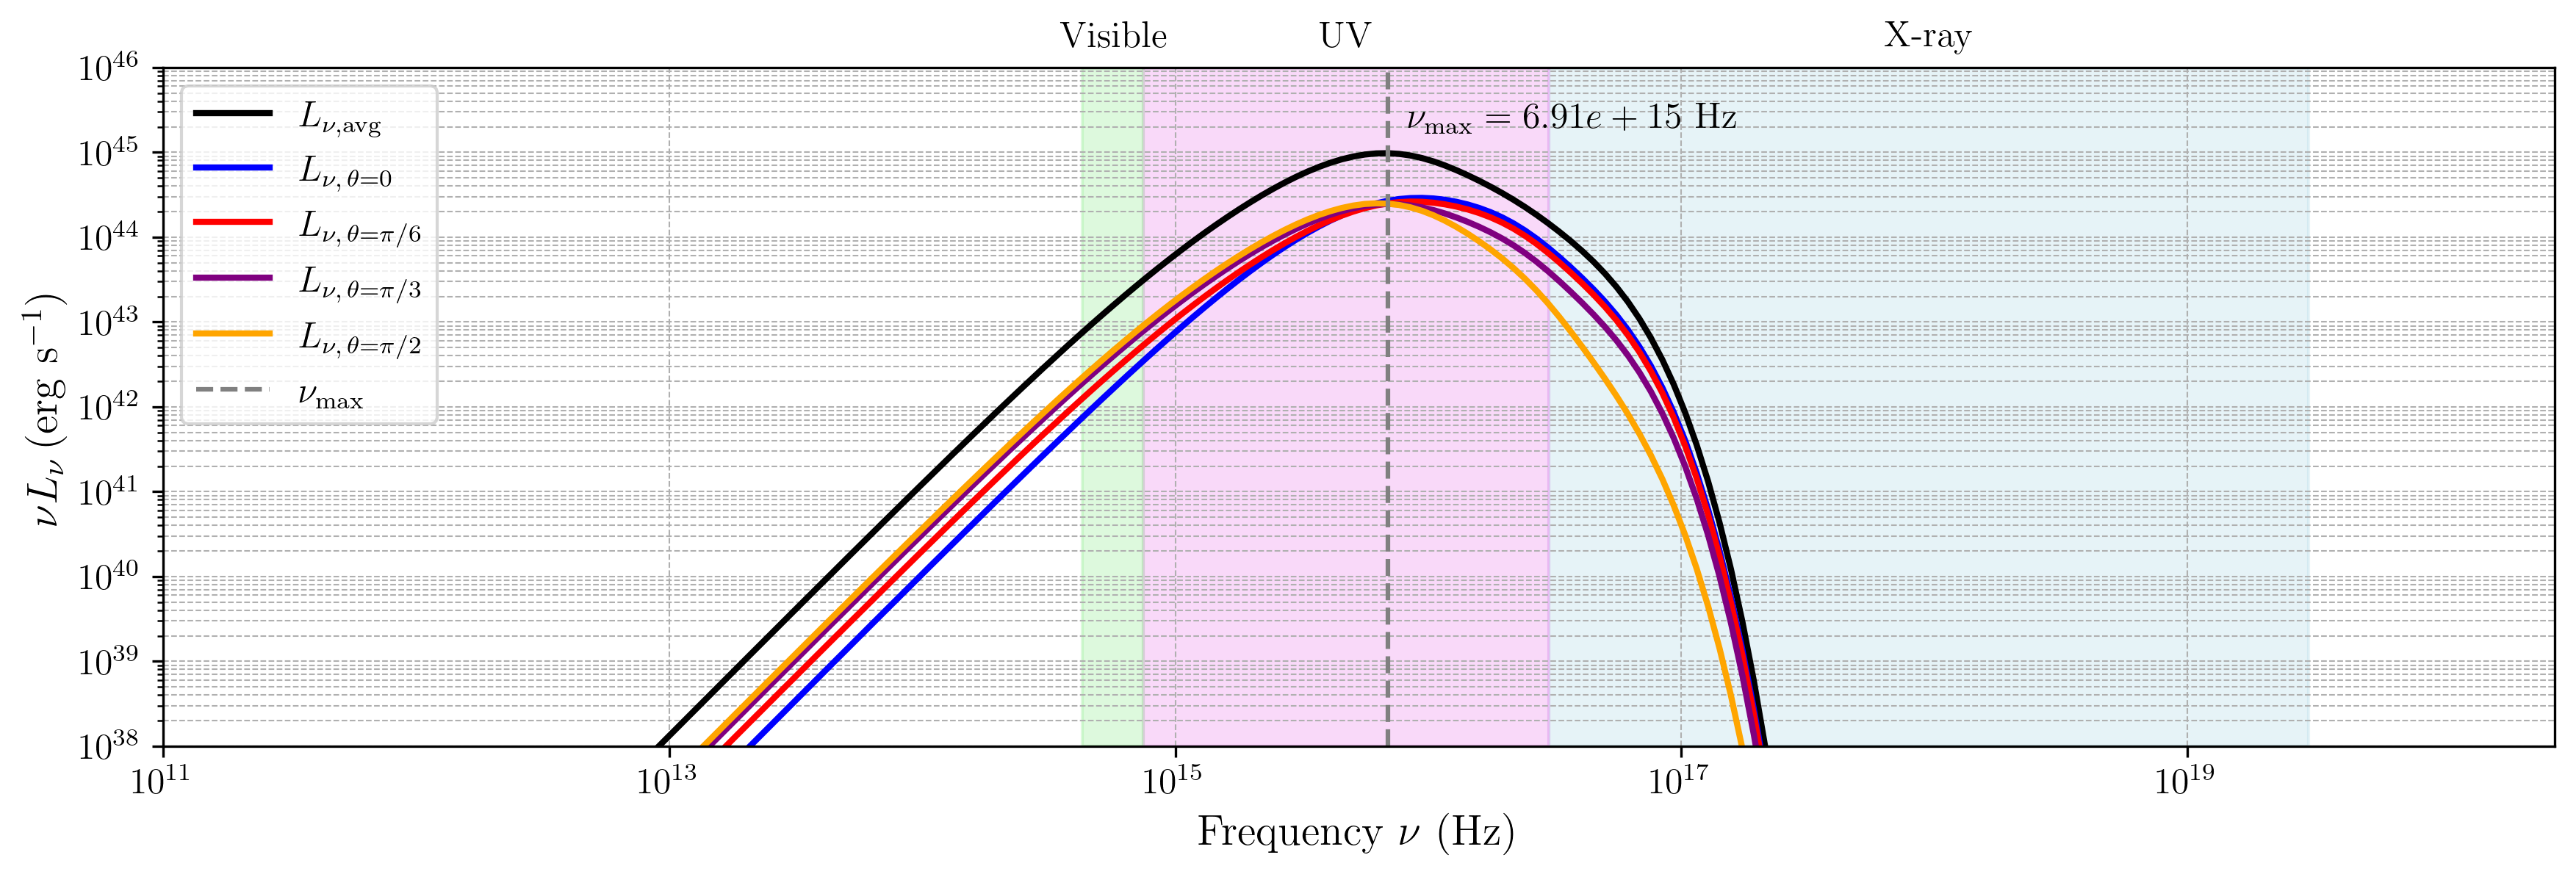 Visible UV X-ray
10^46
10^45
10^44
10^43
10^42
10^41
10^40
10^39
10^38
νL_ν (erg s^−1)
L_ν,avg
L_ν, θ=0
L_ν, θ=π/6
L_ν, θ=π/3
L_ν, θ=π/2
ν_max
ν_max = 6.91e + 15 Hz
10^11 10^13 10^15 10^17 10^19
Frequency ν (Hz)